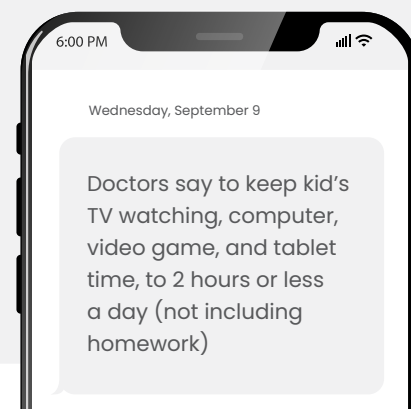 6:00 PM
Wednesday, September 9
Doctors say to keep kid’s
TV watching, computer,
video game, and tablet
time, to 2 hours or less
a day (not including
homework)